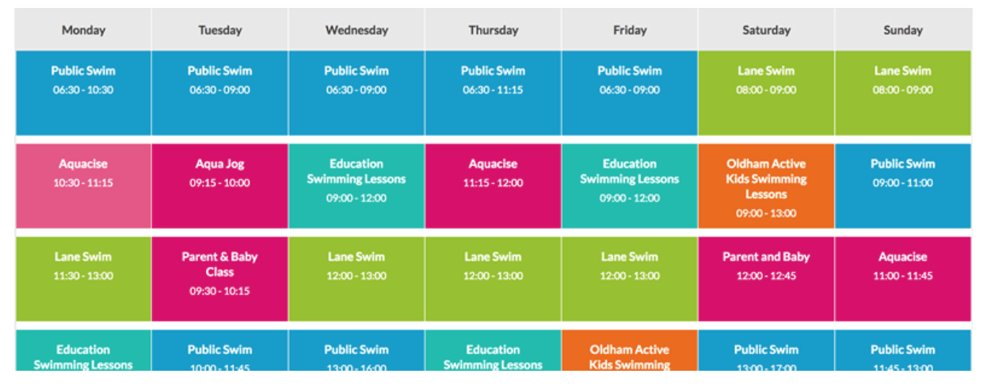 Monday Tuesday Wednesday Thursday Friday Saturday Sunday
Public Swim Public Swim Public Swim Public Swim Public Swim Lane Swim Lane Swim
06:30 - 10:30 06:30 - 09:00 06:30 - 09:00 06:30 - 11:15 06:30 - 09:00 08:00 - 09:00 08:00 - 09:00
Aquacise Aqua Jog Education Aquacise Education Oldham Active Public Swim
10:30 - 11:15 09:15 - 10:00 Swimming Lessons 11:15 - 12:00 Swimming Lessons Kids Swimming 09:00 - 11:00
09:00 - 12:00 09:00 - 12:00 Lessons
09:00 - 13:00
Lane Swim Parent & Baby Lane Swim Lane Swim Lane Swim Parent and Baby Aquacise
11:30 - 13:00 Class 12:00 - 13:00 12:00 - 13:00 12:00 - 13:00 12:00 - 12:45 11:00 - 11:45
09:30 - 10:15
Education Public Swim Public Swim Education Oldham Active Public Swim Public Swim
Swimming Lessons 10:00 - 11:45 13:00 - 16:00 Swimming Lessons Kids Swimming 13:00 - 17:00 11:45 - 13:00